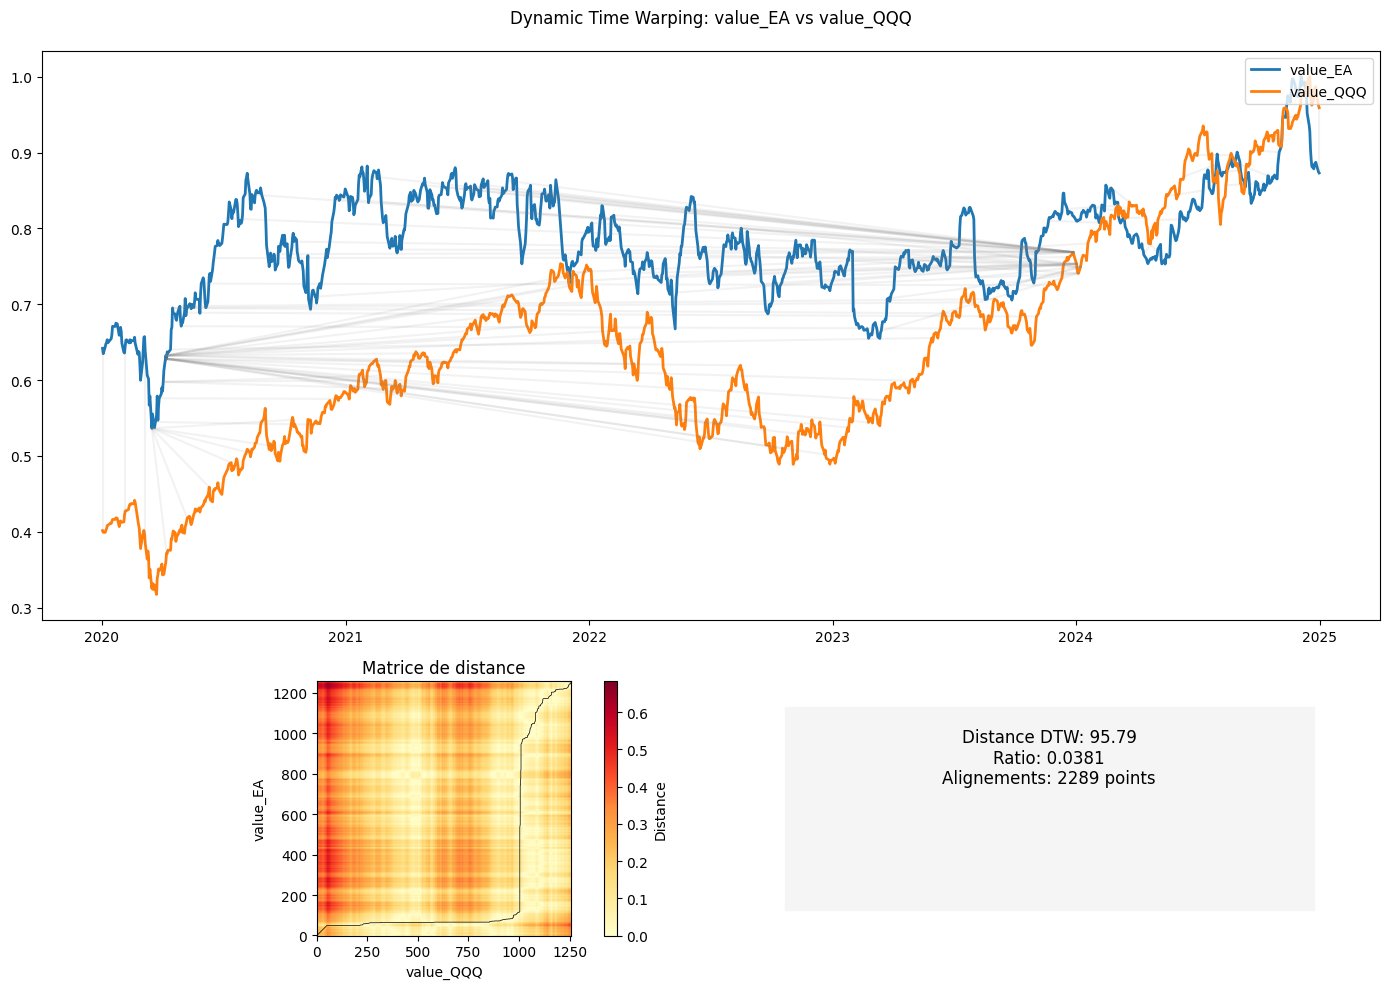 Dynamic Time Warping: value_EA vs value_QQQ
value_EA
value_QQQ
1.0
0.9
0.8
0.7
0.6
0.5
0.4
0.3
2020 2021 2022 2023 2024 2025
Matrice de distance
value_EA
1200
1000
800
600
400
200
0
0 250 500 750 1000 1250
value_QQQ
0.6
0.5
0.4
0.3
0.2
0.1
0.0
Distance
Distance DTW: 95.79
Ratio: 0.0381
Alignements: 2289 points